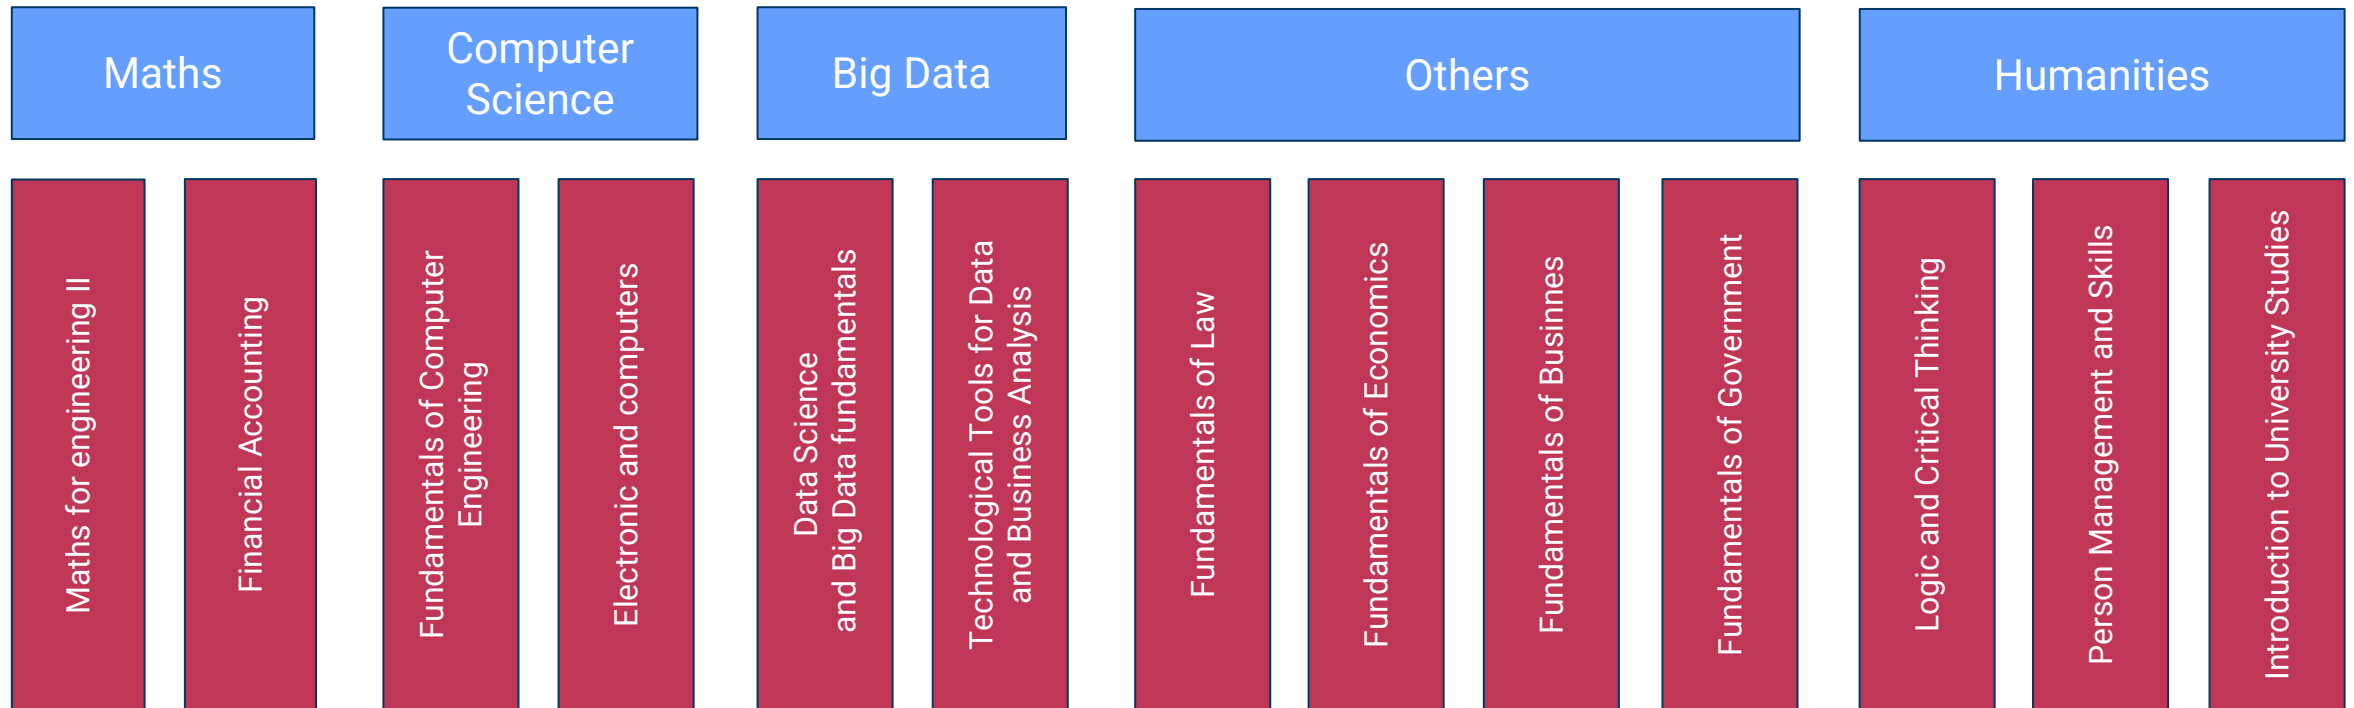 Maths
Computer
Science
Big Data
Others
Humanities
Maths for engineering II
Financial Accounting
Fundamentals of Computer
Engineering
Electronic and computers
Data Science
and Big Data fundamentals
Technological Tools for Data
and Business Analysis
Fundamentals of Law
Fundamentals of Economics
Fundamentals of Businnes
Fundamentals of Government
Logic and Critical Thinking
Person Management and Skills
Introduction to University Studies